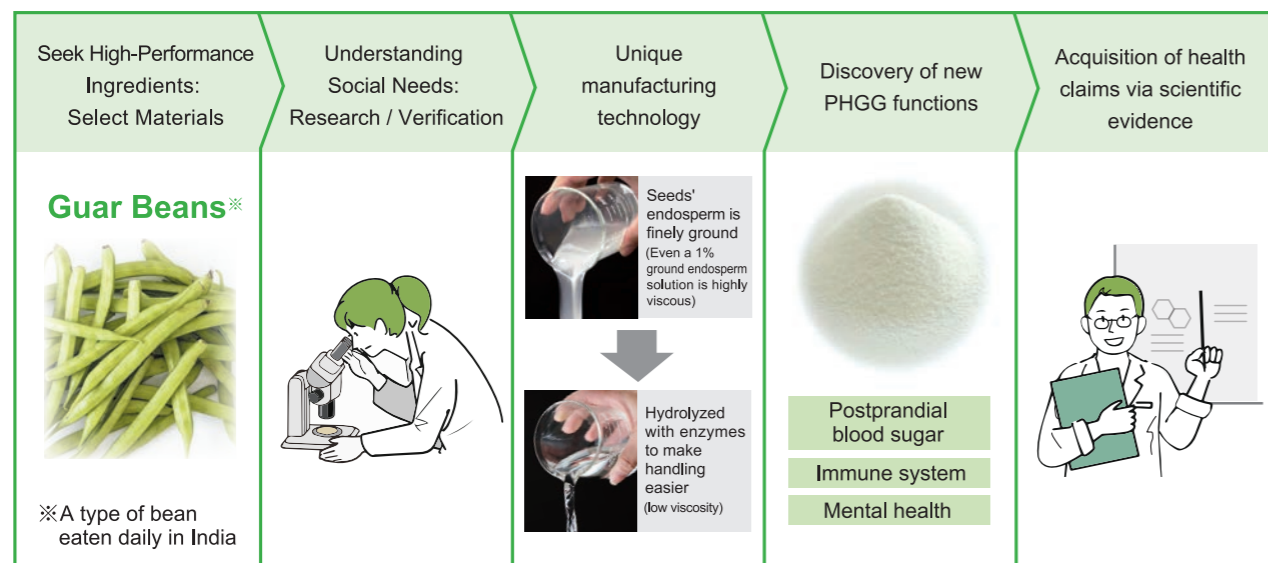 Seek High-Performance
Ingredients:
Select Materials
Understanding
Social Needs:
Research / Verification
Unique
manufacturing
technology
Discovery of new
PHGG functions
Acquisition of health
claims via scientific
evidence
Guar Beans※
※A type of bean
eaten daily in India
Seeds'
endosperm is
finely ground
(Even a 1%
ground endosperm
solution is highly
viscous)
Hydrolyzed
with enzymes
to make
handling
easier
(low viscosity)
Postprandial
blood sugar
Immune system
Mental health